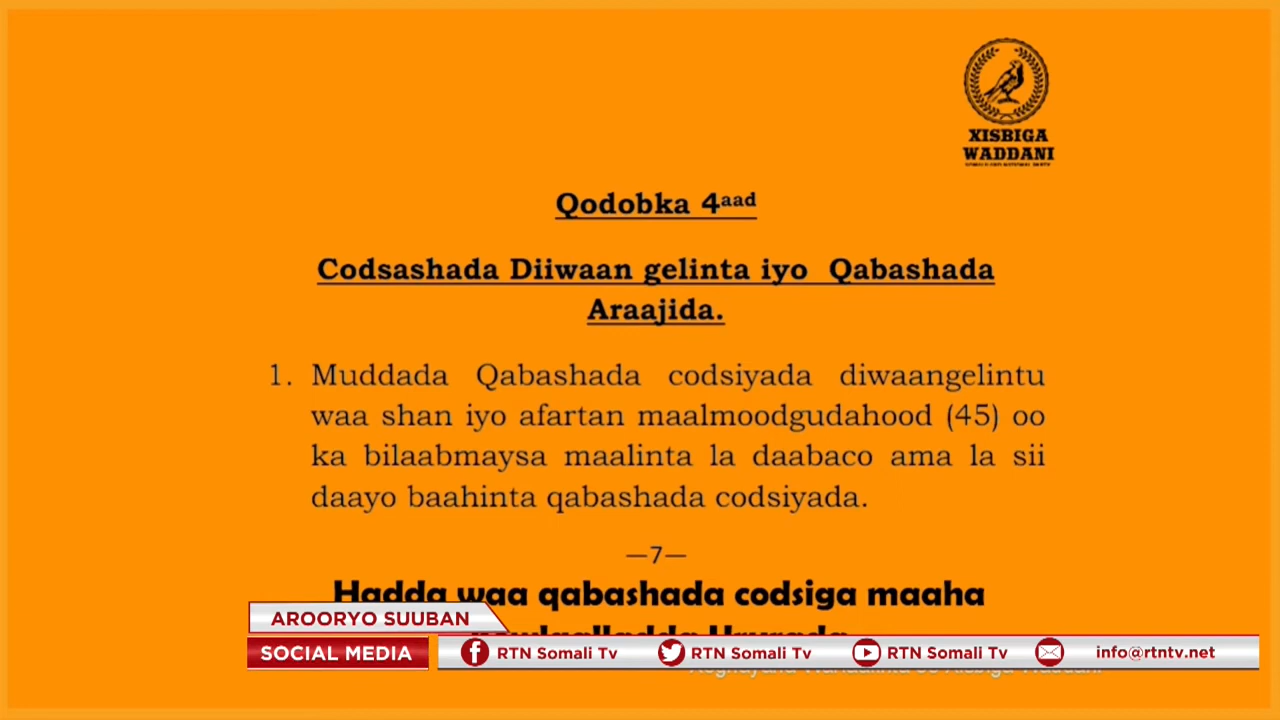 XISBIGA
WADDANI
Qodobka 4aad
Codsashada Diiwaan gelinta iyo Qabashada
Araajida.
1. Muddada Qabashada codsiyada diwaangelintu
waa shan iyo afartan maalmoodgudahood (45) oo
ka bilaabmaysa maalinta la daabaco ama la sii
daayo baahinta qabashada codsiyada.
—7—
Hadda waa qabashada codsiga maaha
AROORYO SUUBAN
SOCIAL MEDIA
RTN Somali Tv
RTN Somali Tv
RTN Somali Tv
info@rtntv.net